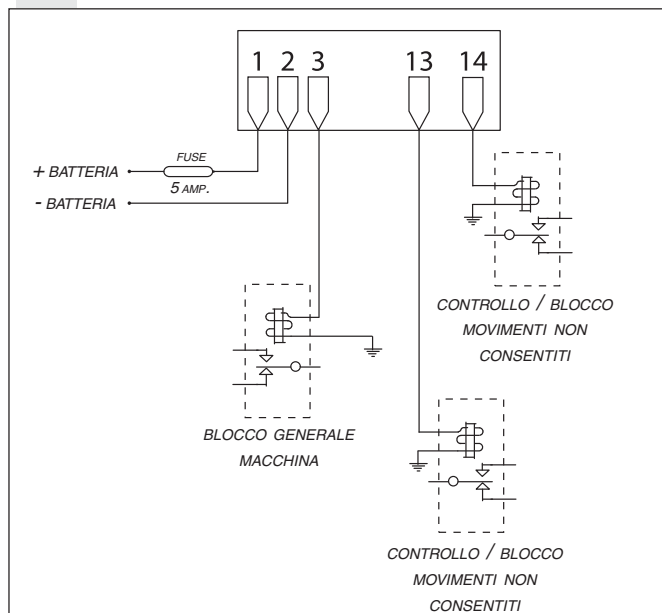 1 2 3 13 14
FUSE
+ BATTERIA
5 AMP.
- BATTERIA
CONTROLLO / BLOCCO
MOVIMENTI NON
CONSENTITI
BLOCCO GENERALE
MACCHINA
CONTROLLO / BLOCCO
MOVIMENTI NON
CONSENTITI